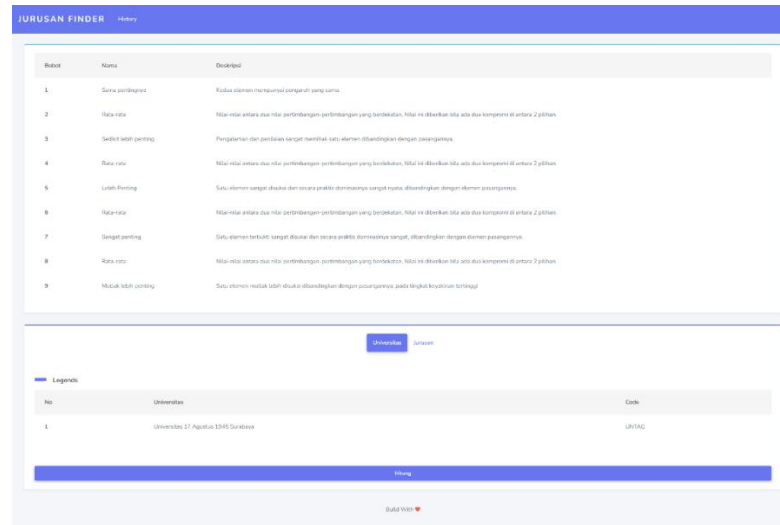 JURUSAN FINDER History
Bobot Nama Deskripsi
1 Sama pentingnya Kedua elemen mempunyai pengaruh yang sama.
2 Rata-rata Nilai-nilai antara dua nilai pertimbangan-pertimbangan yang berdekatan, Nilai ini diberikan bila ada dua kompromi di antara 2 pilihan
3 Sedikit lebih penting Pengalaman dan penilaian sangat memihak satu elemen dibandingkan dengan pasangannya
4 Rata-rata Nilai-nilai antara dua nilai pertimbangan-pertimbangan yang berdekatan, Nilai ini diberikan bila ada dua kompromi di antara 2 pilihan
5 Lebih Penting Satu elemen sangat disukai dan secara praktis dominasinya sangat nyata, dibandingkan dengan elemen pasangannya.
6 Rata-rata Nilai-nilai antara dua nilai pertimbangan-pertimbangan yang berdekatan, Nilai ini diberikan bila ada dua kompromi di antara 2 pilihan
7 Sangat penting Satu elemen terbukti sangat disukai dan secara praktis dominasinya sangat, dibandingkan dengan elemen pasangannya.
8 Rata-rata Nilai-nilai antara dua nilai pertimbangan-pertimbangan yang berdekatan, Nilai ini diberikan bila ada dua kompromi di antara 2 pilihan
9 Mutlak lebih penting Satu elemen mutlak lebih disukai dibandingkan dengan pasangannya, pada tingkat keyakinan tertinggi
Universitas Jurusan
Legends
No Universitas Code
1 Universitas 17 Agustus 1945 Surabaya UNTAG
Hitung
Build With ❤